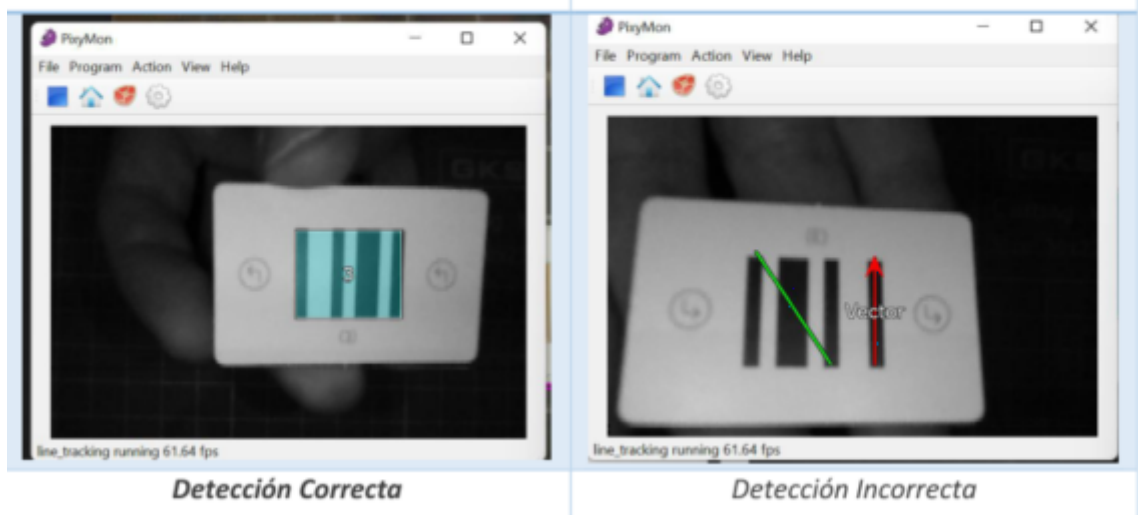 PixyMon
File Program Action View Help
line_tracking running 61.64 fps
Detección Correcta
PixyMon
File Program Action View Help
Vector
line_tracking running 61.64 fps
Detección Incorrecta